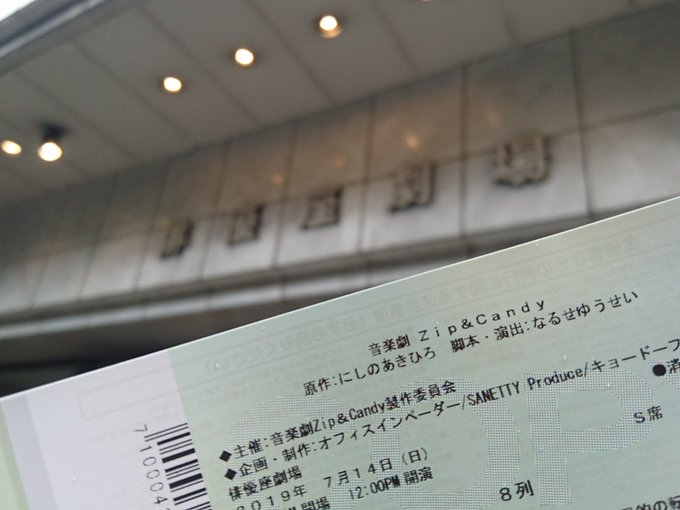 俳優座劇場
音楽劇 Zip&Candy
原作:にしのあきひろ 脚本・演出:なるせゆうせい
◆主催:音楽劇Zip&Candy製作委員会
◆企画・制作:オフィスインベーダー/SANETTY Produce/キョードーフ
俳優座劇場
2019年 7月14日(日)
開場 12:00PM開演
S席
8列
71000